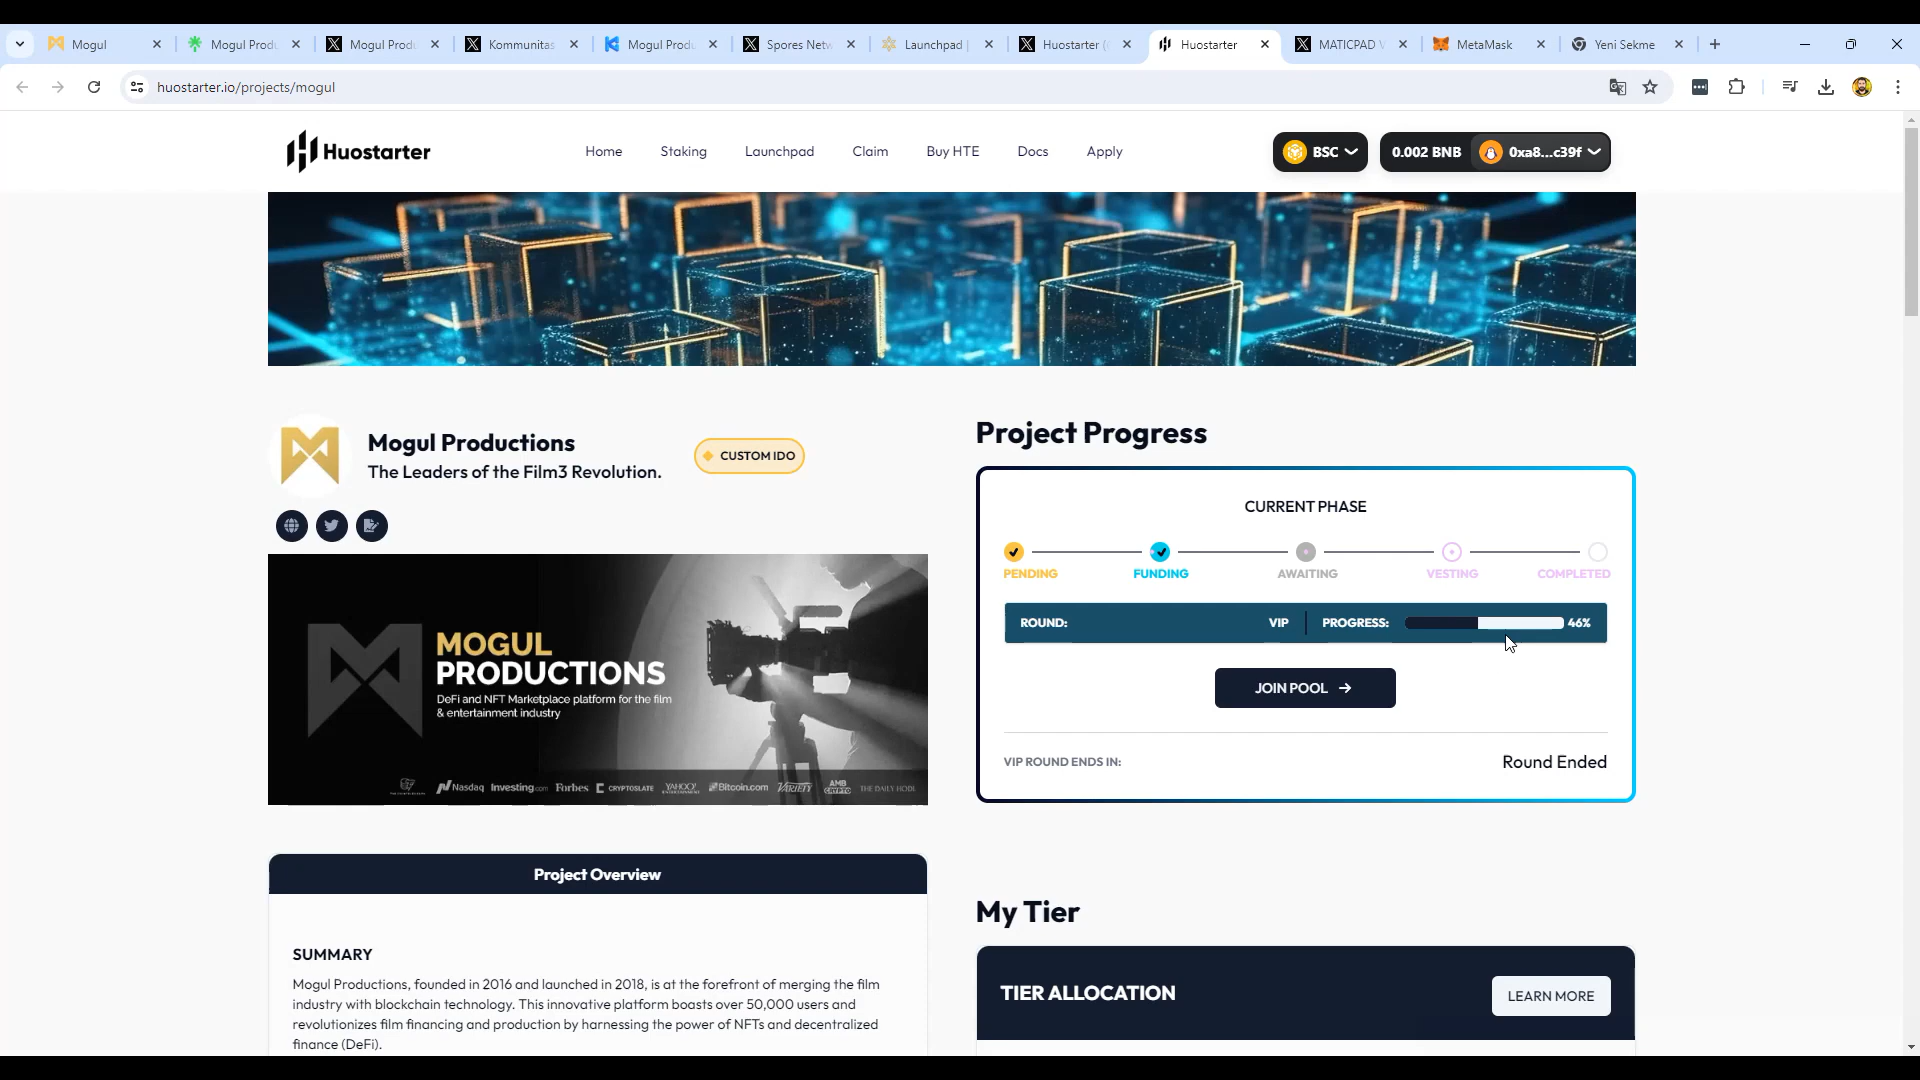 Mogul
Mogul Produ
Mogul Produ
Kommunitas
Mogul Produ
Spores Netw
Launchpad |
Huostarter (
Huostarter
MATICPAD V
MetaMask
Yeni Sekme
huostarter.io/projects/mogul
Huostarter
Home
Staking
Launchpad
Claim
Buy HTE
Docs
Apply
BSC
0.002 BNB
0xa8...c39f
Mogul Productions
The Leaders of the Film3 Revolution.
CUSTOM IDO
MOGUL
PRODUCTIONS
DeFi and NFT Marketplace platform for the film
& entertainment industry
Nasdaq Investing.com Forbes CRYPTOSLATE YAHOO! Bitcoin.com VARIETY AMB CRYPTO THE DAILY HODL
Project Overview
SUMMARY
Mogul Productions, founded in 2016 and launched in 2018, is at the forefront of merging the film
industry with blockchain technology. This innovative platform boasts over 50,000 users and
revolutionizes film financing and production by harnessing the power of NFTs and decentralized
finance (DeFi).
Project Progress
CURRENT PHASE
PENDING
FUNDING
AWAITING
VESTING
COMPLETED
ROUND:
VIP
PROGRESS:
46%
JOIN POOL
VIP ROUND ENDS IN:
Round Ended
My Tier
TIER ALLOCATION
LEARN MORE